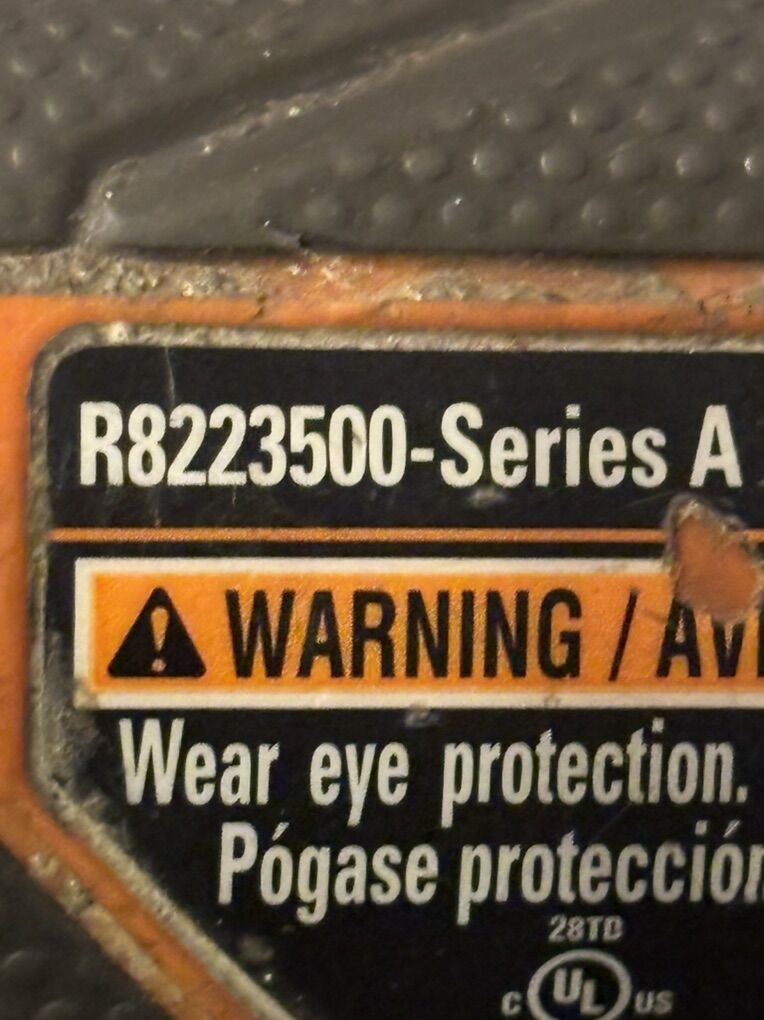 R8223500-Series A
WARNING /
Wear eye protection.
Pógase protección
28TD
C UL US